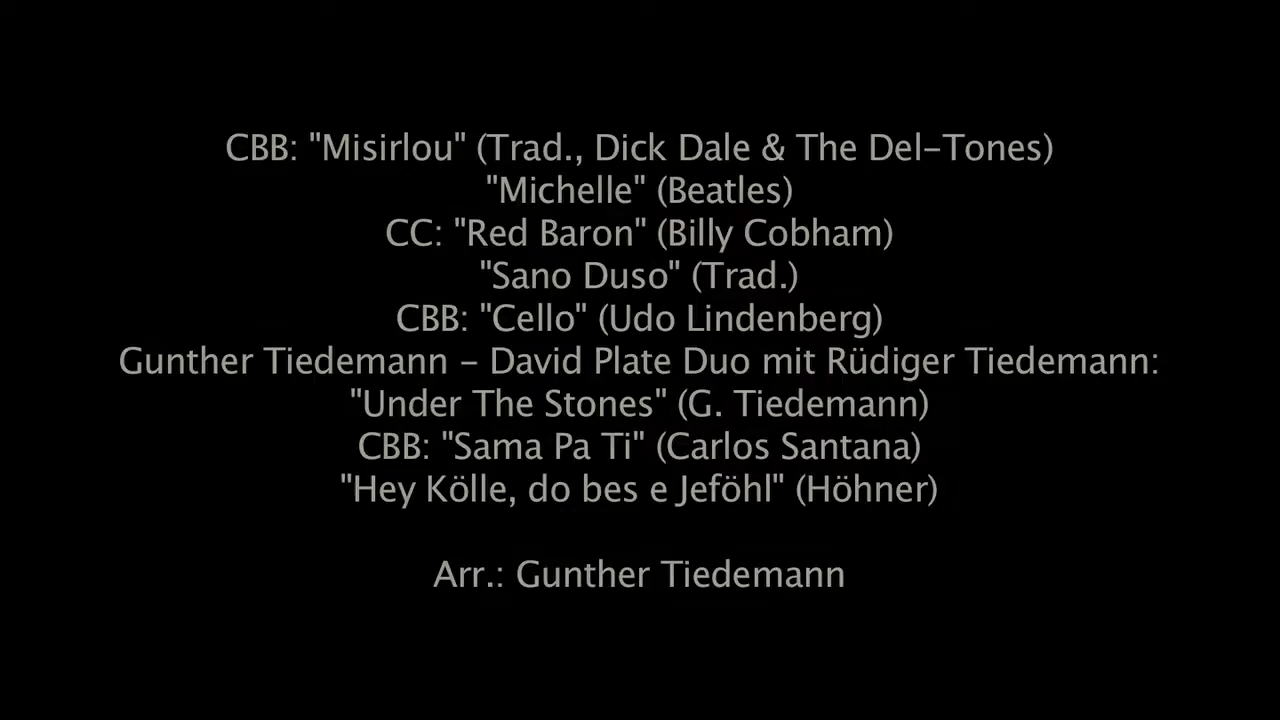 CBB: "Misirlou" (Trad., Dick Dale & The Del-Tones)
"Michelle" (Beatles)
CC: "Red Baron" (Billy Cobham)
"Sano Duso" (Trad.)
CBB: "Cello" (Udo Lindenberg)
Gunther Tiedemann - David Plate Duo mit Rüdiger Tiedemann:
"Under The Stones" (G. Tiedemann)
CBB: "Sama Pa Ti" (Carlos Santana)
"Hey Kölle, do bes e Jeföhl" (Höhner)
Arr.: Gunther Tiedemann